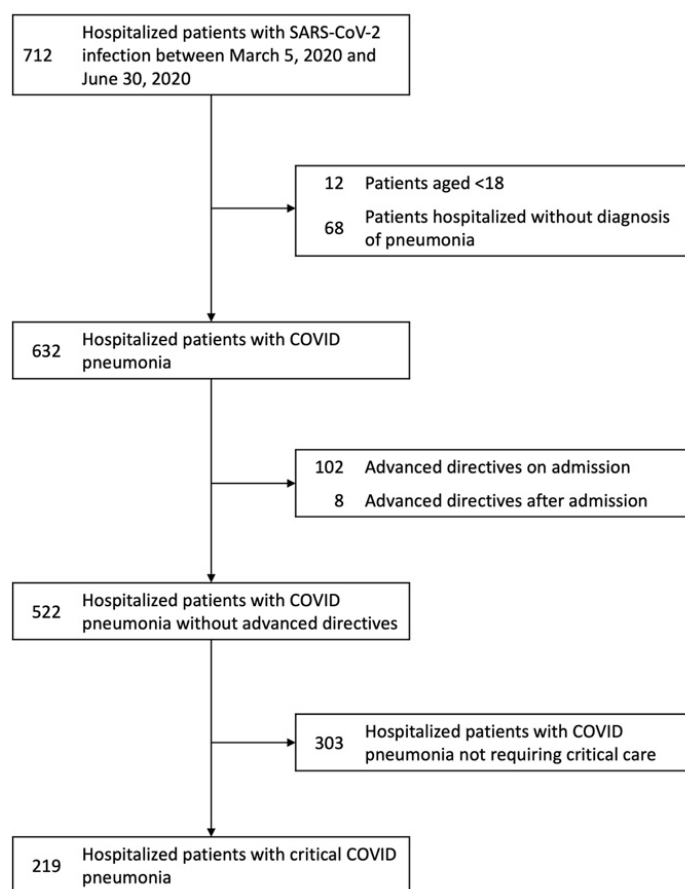 712
Hospitalized patients with SARS-CoV-2
infection between March 5, 2020 and
June 30, 2020
12 Patients aged <18
68 Patients hospitalized without diagnosis
of pneumonia
632 Hospitalized patients with COVID
pneumonia
102 Advanced directives on admission
8 Advanced directives after admission
522 Hospitalized patients with COVID
pneumonia without advanced directives
303 Hospitalized patients with COVID
pneumonia not requiring critical care
219 Hospitalized patients with critical COVID
pneumonia